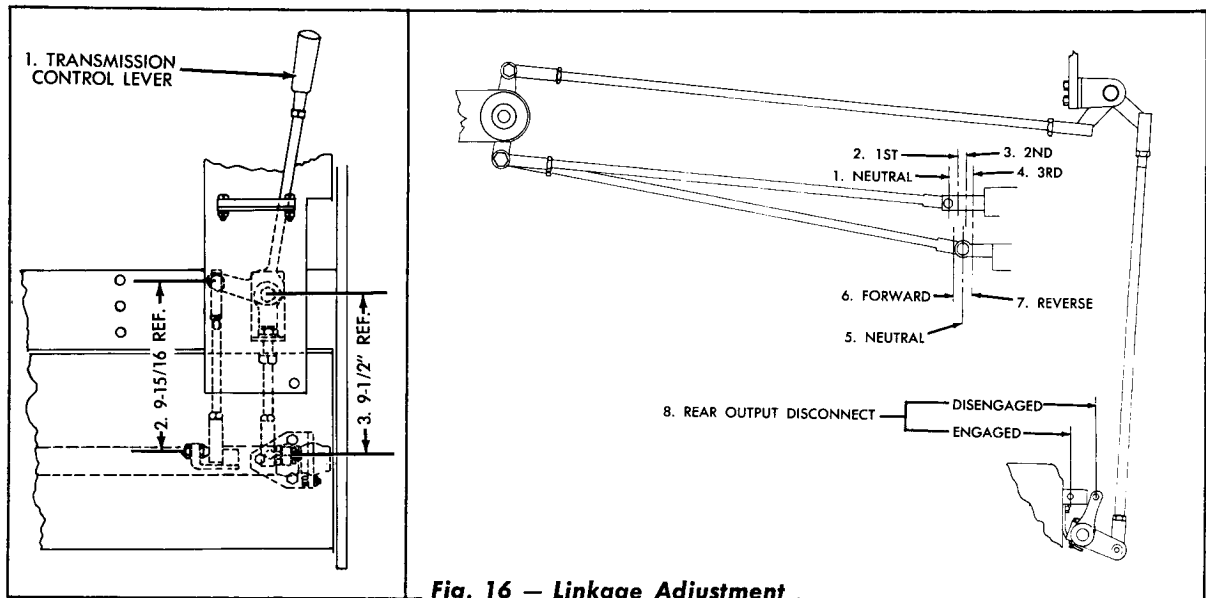 1. TRANSMISSION
CONTROL LEVER
2. 9-15/16 REF.
3. 9-1/2" REF.
2. 1ST
3. 2ND
1. NEUTRAL
4. 3RD
6. FORWARD
7. REVERSE
5. NEUTRAL
8. REAR OUTPUT DISCONNECT
DISENGAGED
ENGAGED
Fig. 16 — Linkage Adjustment